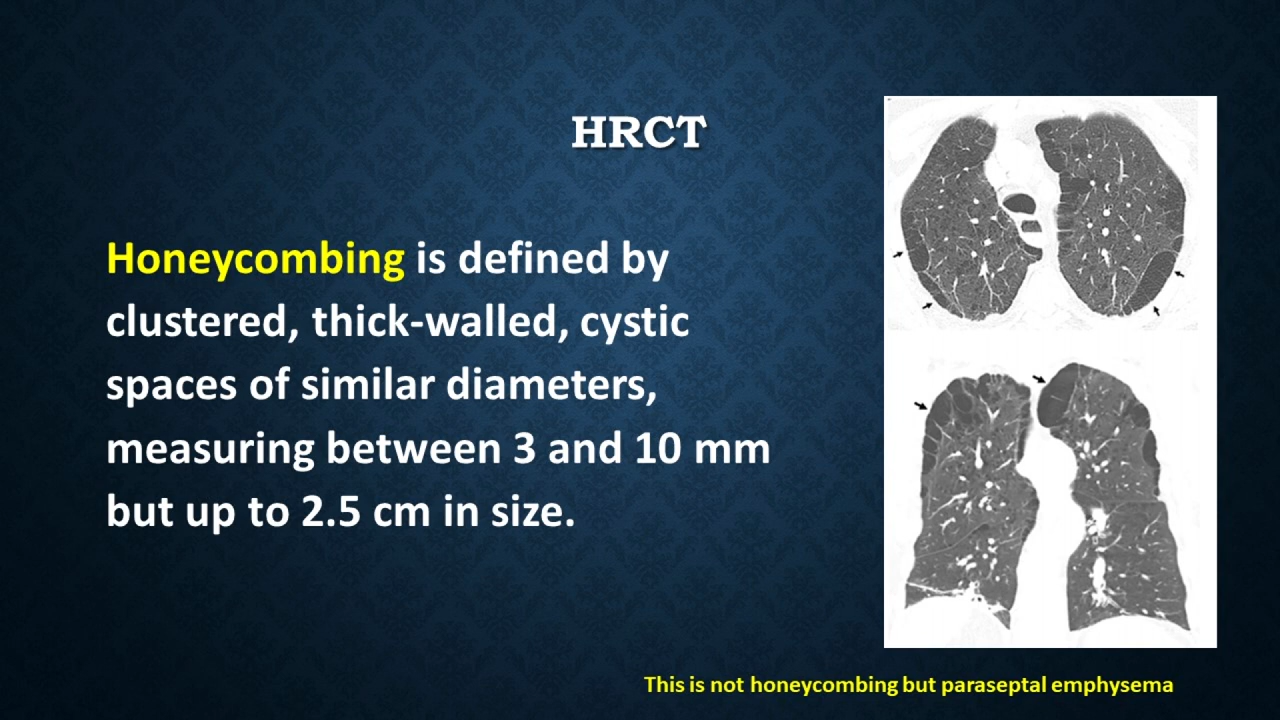 HRCT
Honeycombing is defined by
clustered, thick-walled, cystic
spaces of similar diameters,
measuring between 3 and 10 mm
but up to 2.5 cm in size.
This is not honeycombing but paraseptal emphysema